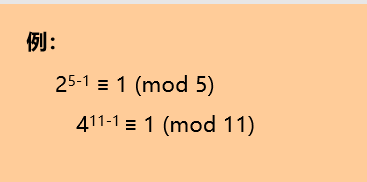 例：
2⁵⁻¹ ≡ 1 (mod 5)
4¹¹⁻¹ ≡ 1 (mod 11)